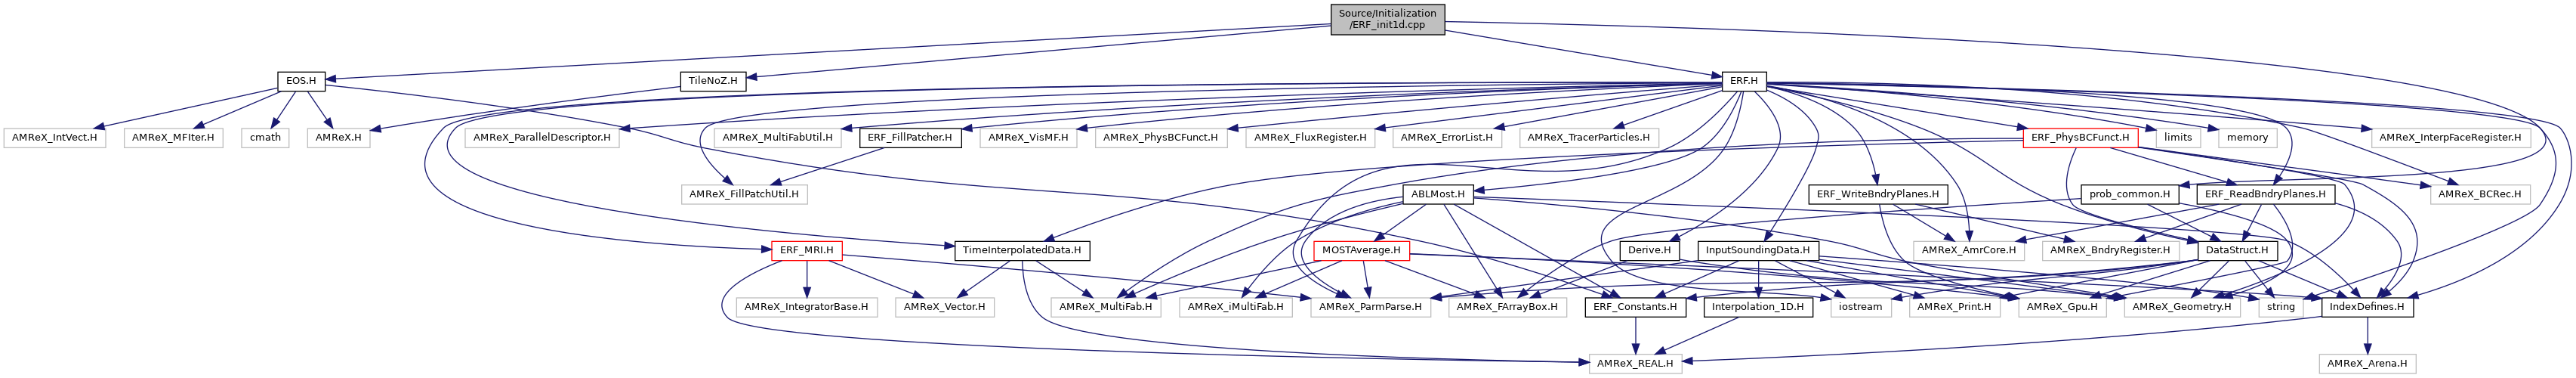 Source/Initialization
/ERF_init1d.cpp
EOS.H
TileNoZ.H
ERF.H
AMReX_IntVect.H
AMReX_MFIter.H
cmath
AMReX.H
AMReX_ParallelDescriptor.H
AMReX_MultiFabUtil.H
ERF_FillPatcher.H
AMReX_VisMF.H
AMReX_PhysBCFunct.H
AMReX_FluxRegister.H
AMReX_ErrorList.H
AMReX_TracerParticles.H
ERF_PhysBCFunct.H
limits
memory
AMReX_InterpFaceRegister.H
AMReX_FillPatchUtil.H
ABLMost.H
ERF_WriteBndryPlanes.H
prob_common.H
ERF_ReadBndryPlanes.H
AMReX_BCRec.H
ERF_MRI.H
TimeInterpolatedData.H
MOSTAverage.H
Derive.H
InputSoundingData.H
AMReX_AmrCore.H
AMReX_BndryRegister.H
DataStruct.H
AMReX_IntegratorBase.H
AMReX_Vector.H
AMReX_MultiFab.H
AMReX_iMultiFab.H
AMReX_ParmParse.H
AMReX_FArrayBox.H
ERF_Constants.H
iostream
Interpolation_1D.H
AMReX_Print.H
AMReX_Gpu.H
AMReX_Geometry.H
string
IndexDefines.H
AMReX_REAL.H
AMReX_Arena.H